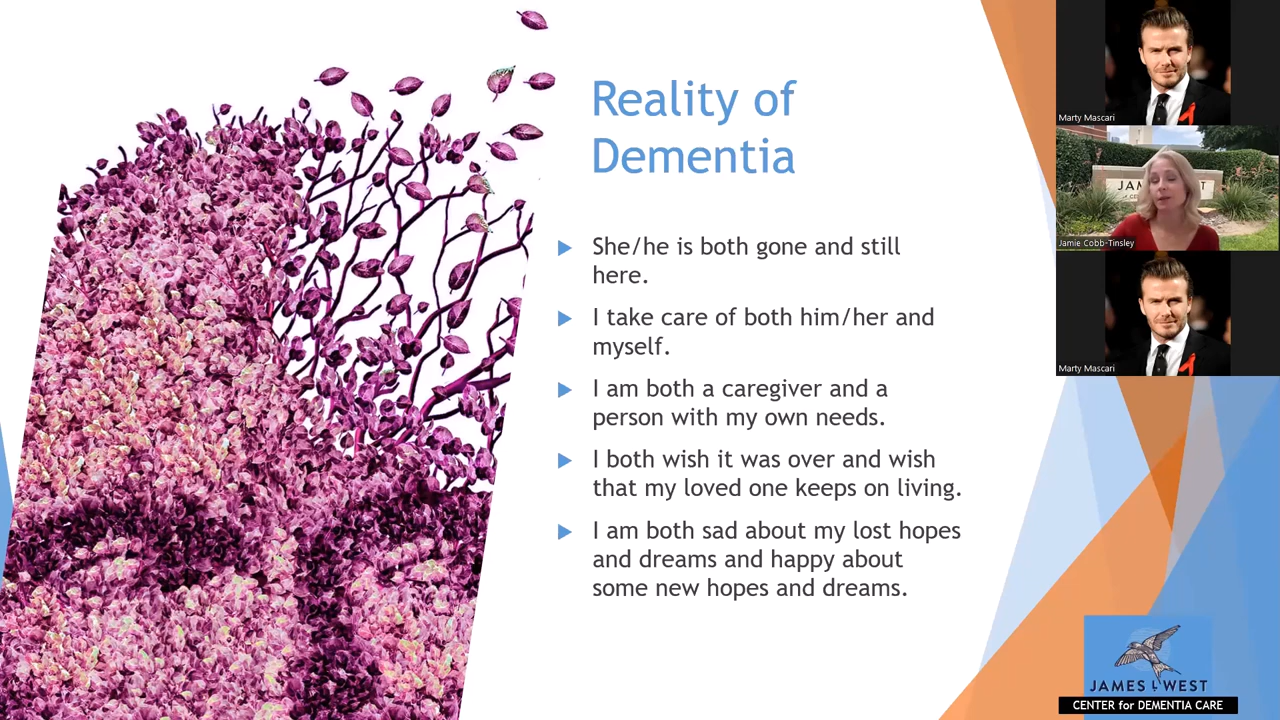 Reality of
Dementia
She/he is both gone and still
here.
I take care of both him/her and
myself.
I am both a caregiver and a
person with my own needs.
I both wish it was over and wish
that my loved one keeps on living.
I am both sad about my lost hopes
and dreams and happy about
some new hopes and dreams.
Marty Mascari
JAM
T
Jamie Cobb-Tinsley
Marty Mascari
JAMES L WEST
CENTER for DEMENTIA CARE